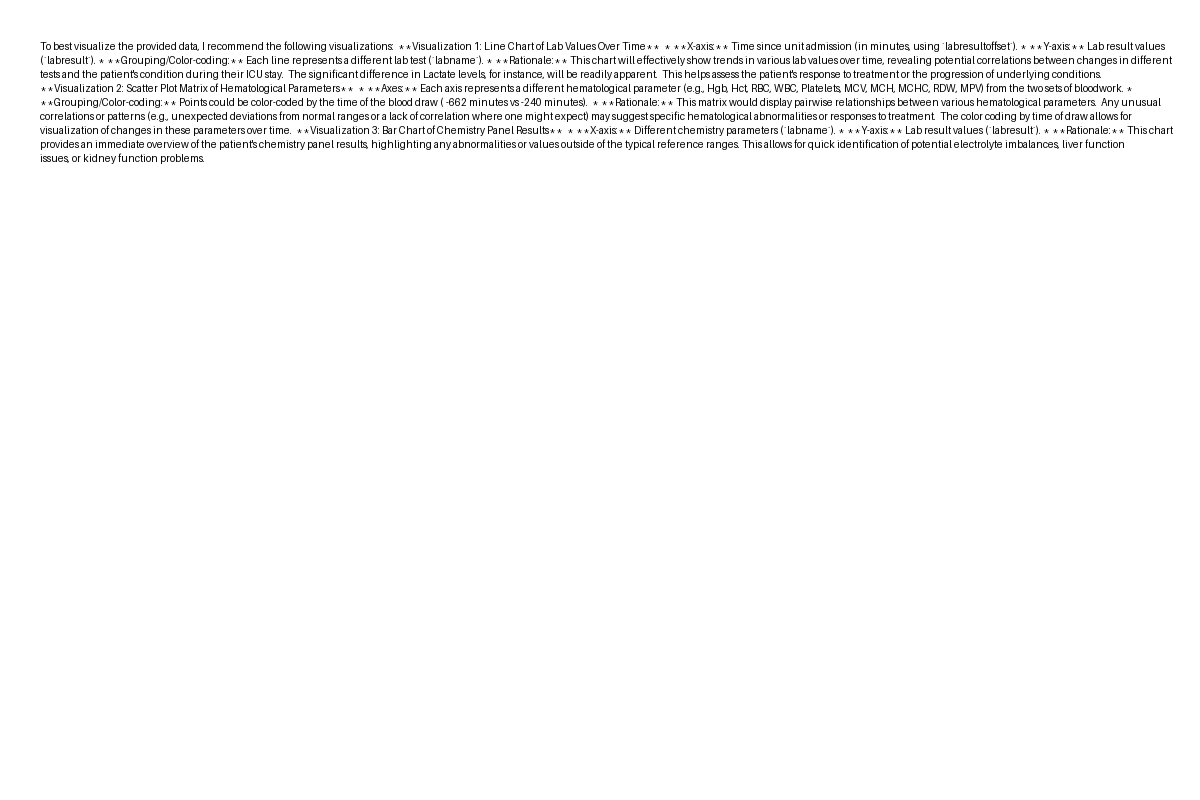 To best visualize the provided data, I recommend the following visualizations:  **Visualization 1: Line Chart of Lab Values Over Time**  * **X-axis:** Time since unit admission (in minutes, using `labresultoffset`). * **Y-axis:** Lab result values
(`labresult`). * **Grouping/Color-coding:** Each line represents a different lab test (`labname`). * **Rationale:** This chart will effectively show trends in various lab values over time, revealing potential correlations between changes in different
tests and the patient's condition during their ICU stay.  The significant difference in Lactate levels, for instance, will be readily apparent.  This helps assess the patient's response to treatment or the progression of underlying conditions.
**Visualization 2: Scatter Plot Matrix of Hematological Parameters**  * **Axes:** Each axis represents a different hematological parameter (e.g., Hgb, Hct, RBC, WBC, Platelets, MCV, MCH, MCHC, RDW, MPV) from the two sets of bloodwork. *
**Grouping/Color-coding:** Points could be color-coded by the time of the blood draw ( -662 minutes vs -240 minutes).  * **Rationale:** This matrix would display pairwise relationships between various hematological parameters.  Any unusual
correlations or patterns (e.g., unexpected deviations from normal ranges or a lack of correlation where one might expect) may suggest specific hematological abnormalities or responses to treatment.  The color coding by time of draw allows for
visualization of changes in these parameters over time.  **Visualization 3: Bar Chart of Chemistry Panel Results**  * **X-axis:** Different chemistry parameters (`labname`). * **Y-axis:** Lab result values (`labresult`). * **Rationale:** This chart
provides an immediate overview of the patient's chemistry panel results, highlighting any abnormalities or values outside of the typical reference ranges. This allows for quick identification of potential electrolyte imbalances, liver function
issues, or kidney function problems.